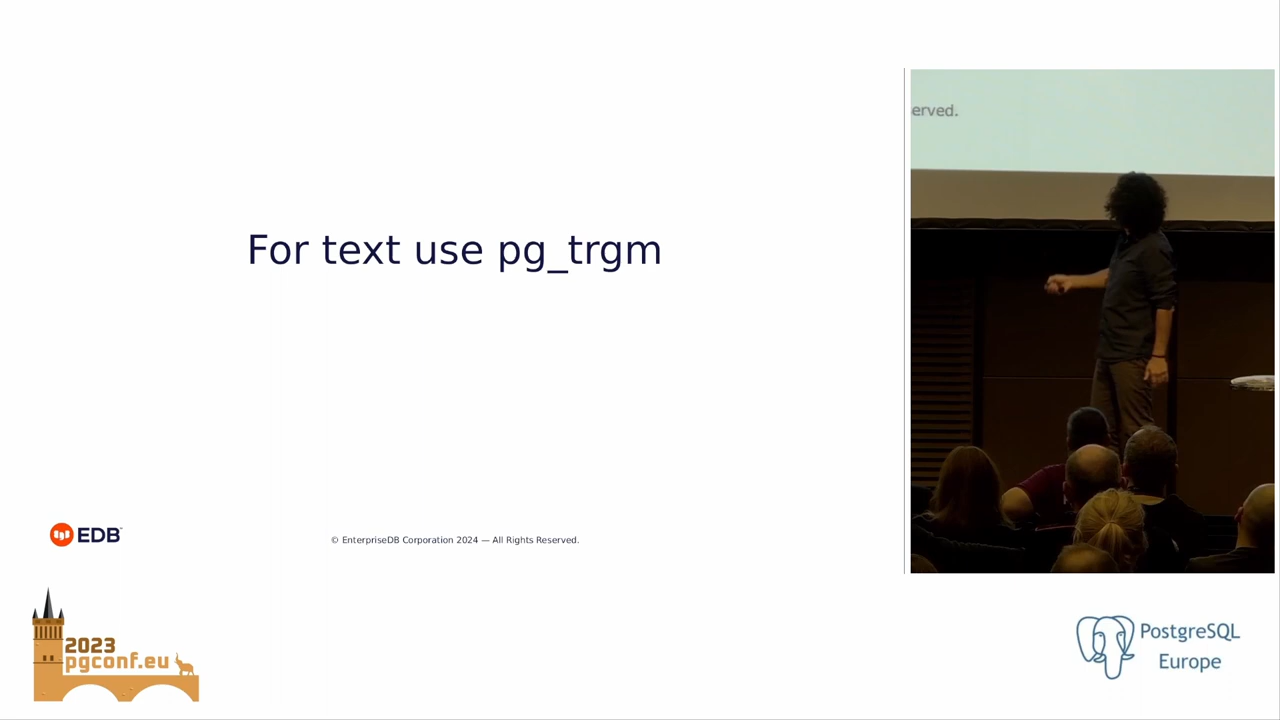 For text use pg_trgm
erved.
EDB
© EnterpriseDB Corporation 2024 — All Rights Reserved.
2023
pgconf.eu
PostgreSQL
Europe